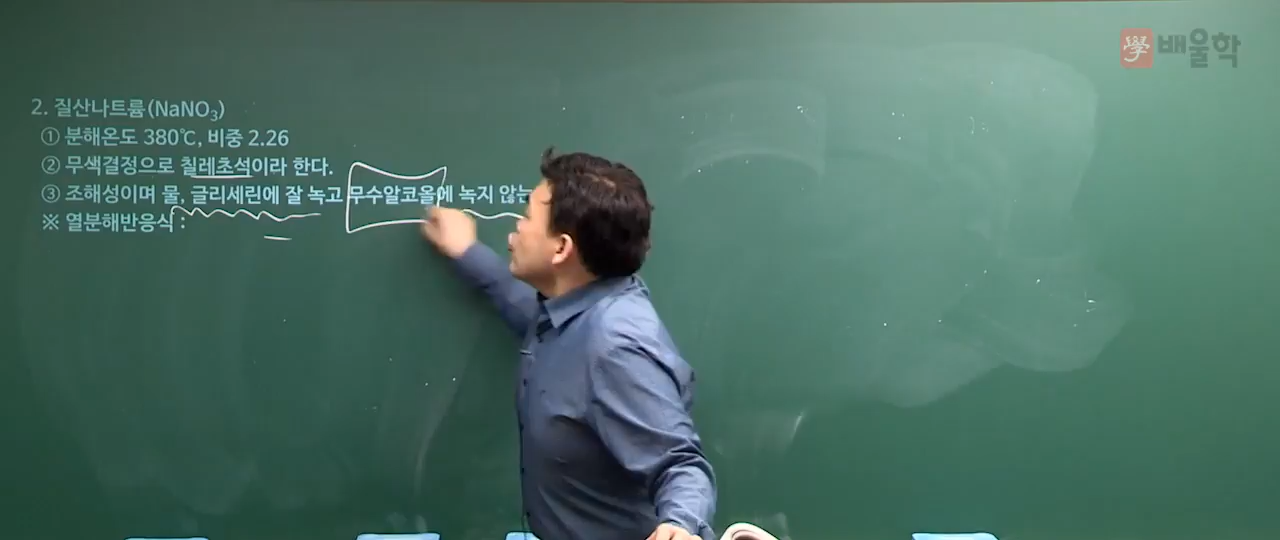 學 배울학
2. 질산나트륨(NaNO₃)
① 분해온도 380℃, 비중 2.26
② 무색결정으로 칠레초석이라 한다.
③ 조해성이며 물, 글리세린에 잘 녹고 무수알코올에 녹지 않는
※ 열분해반응식 :